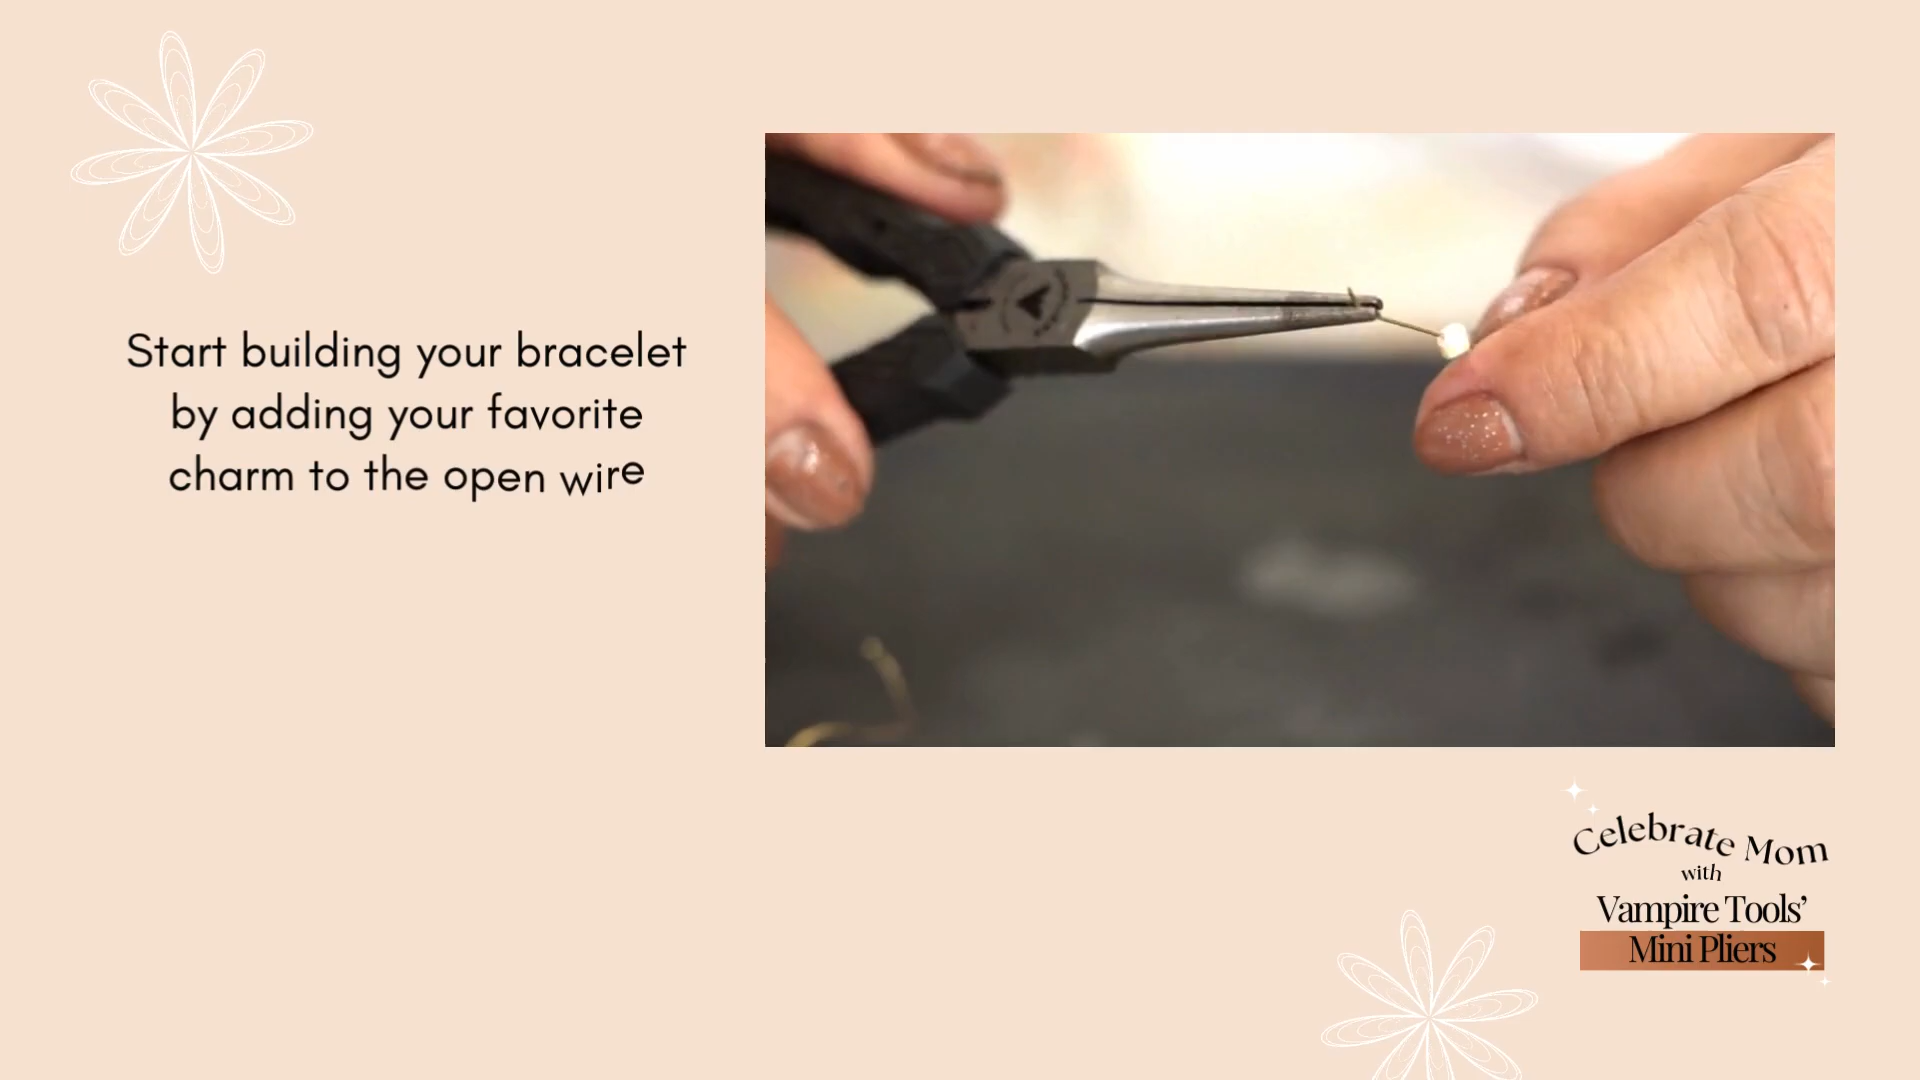 Start building your bracelet
by adding your favorite
charm to the open wire
Celebrate Mom
with
Vampire Tools’
Mini Pliers